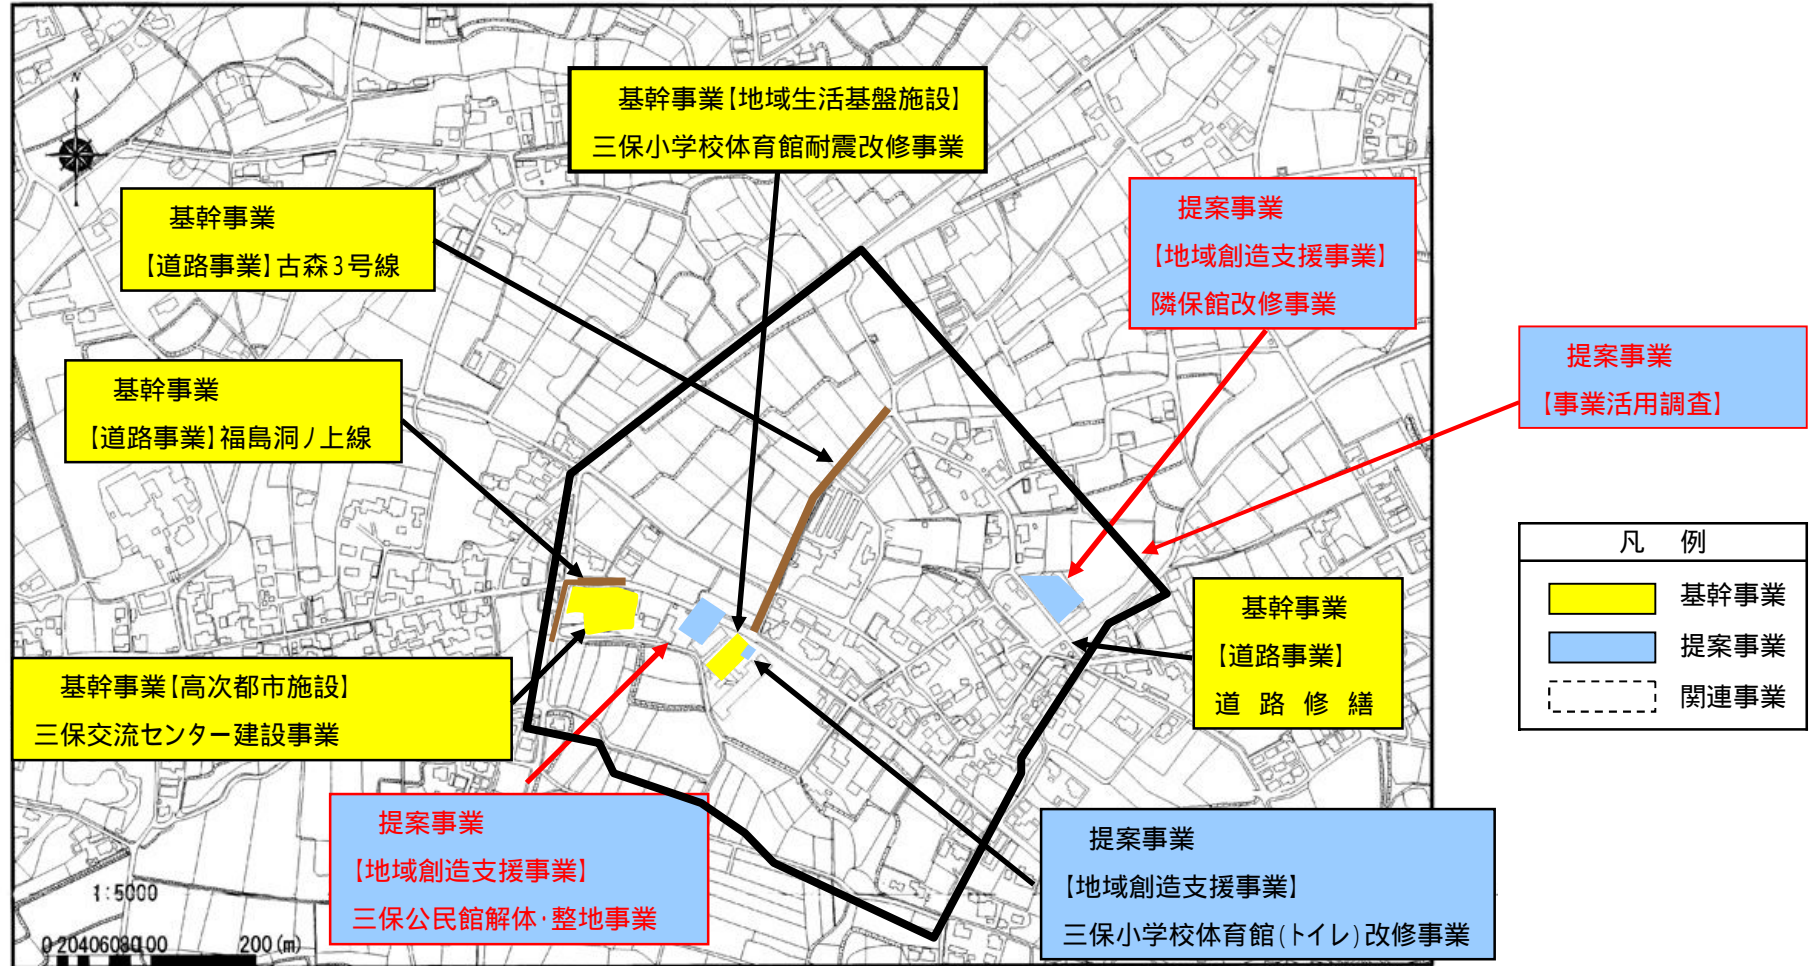 基幹事業【地域生活基盤施設】
三保小学校体育館耐震改修事業
N
基幹事業
【道路事業】古森3号線
提案事業
【地域創造支援事業】
隣保館改修事業
提案事業
【事業活用調査】
基幹事業
【道路事業】福島洞ノ上線
凡 例
基幹事業
提案事業
関連事業
基幹事業
【道路事業】
道 路 修 繕
基幹事業【高次都市施設】
三保交流センター建設事業
提案事業
【地域創造支援事業】
三保公民館解体・整地事業
提案事業
【地域創造支援事業】
三保小学校体育館(トイレ)改修事業
1:5000
0 20 40 60 80 100 200 (m)